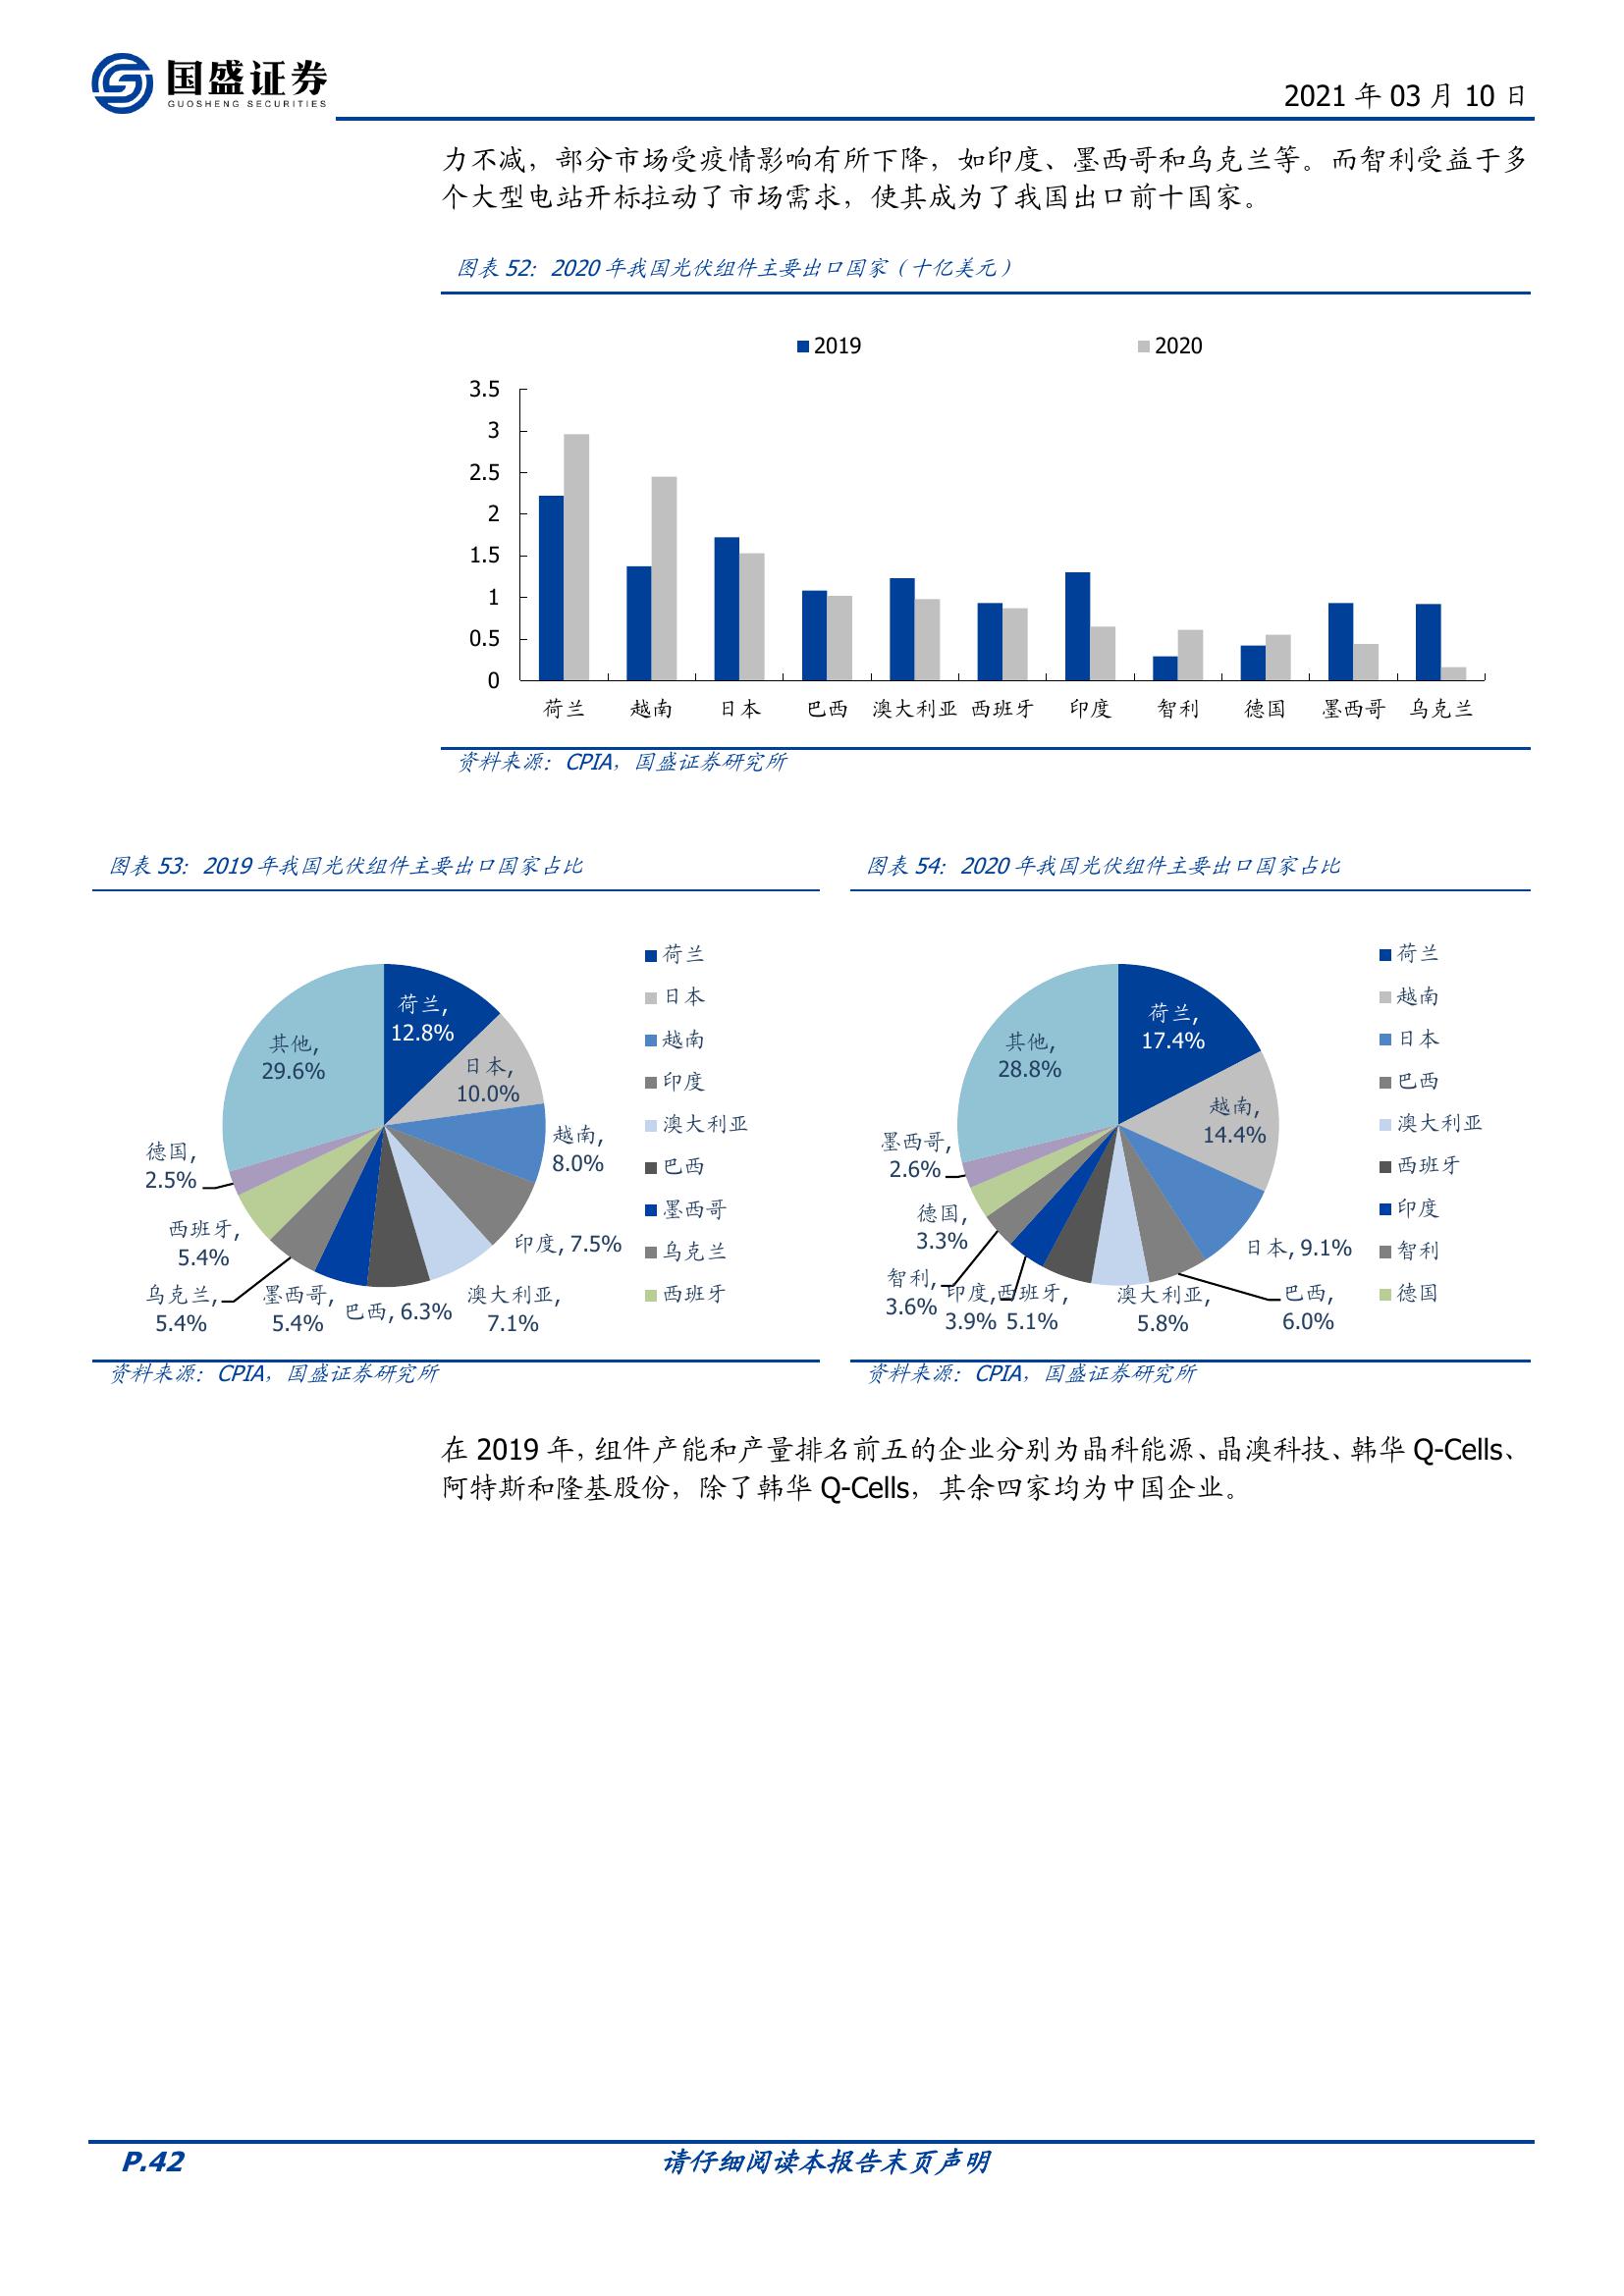 国盛证券
GUOSHENG SECURITIES
2021 年 03 月 10 日
力不减，部分市场受疫情影响有所下降，如印度、墨西哥和乌克兰等。而智利受益于多
个大型电站开标拉动了市场需求，使其成为了我国出口前十国家。
图表 52：2020 年我国光伏组件主要出口国家（十亿美元）
2019 2020
3.5
3
2.5
2
1.5
1
0.5
0
荷兰 越南 日本 巴西 澳大利亚 西班牙 印度 智利 德国 墨西哥 乌克兰
资料来源：CPIA，国盛证券研究所
图表 53：2019 年我国光伏组件主要出口国家占比
荷兰,
12.8%
日本,
10.0%
越南,
8.0%
印度, 7.5%
澳大利亚,
7.1%
巴西, 6.3%
墨西哥,
5.4%
乌克兰,
5.4%
西班牙,
5.4%
德国,
2.5%
其他,
29.6%
荷兰
日本
越南
印度
澳大利亚
巴西
墨西哥
乌克兰
西班牙
资料来源：CPIA，国盛证券研究所
图表 54：2020 年我国光伏组件主要出口国家占比
荷兰,
17.4%
越南,
14.4%
日本, 9.1%
巴西,
6.0%
澳大利亚,
5.8%
西班牙,
5.1%
印度,
3.9%
智利,
3.6%
德国,
3.3%
墨西哥,
2.6%
其他,
28.8%
荷兰
越南
日本
巴西
澳大利亚
西班牙
印度
智利
德国
资料来源：CPIA，国盛证券研究所
在 2019 年，组件产能和产量排名前五的企业分别为晶科能源、晶澳科技、韩华 Q-Cells、
阿特斯和隆基股份，除了韩华 Q-Cells，其余四家均为中国企业。
P.42
请仔细阅读本报告末页声明